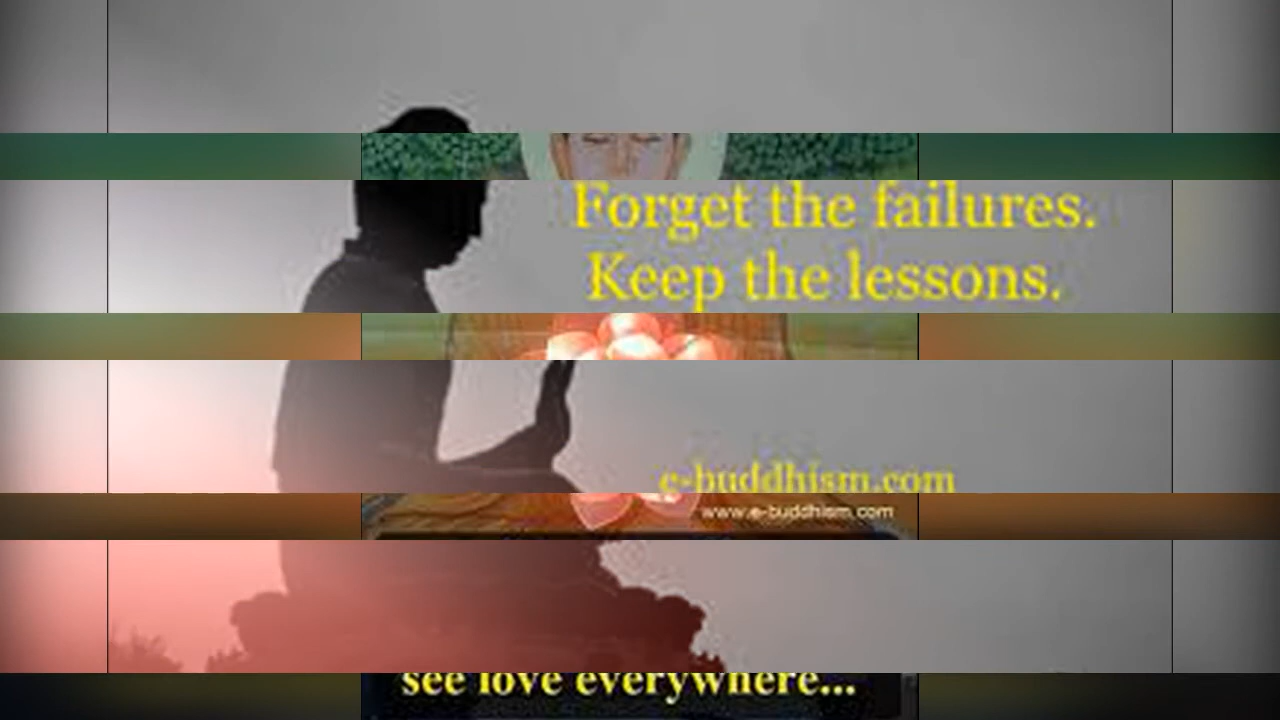 Forget the failures.
Keep the lessons.
e-buddhism.com
www.e-buddhism.com
see love everywhere...